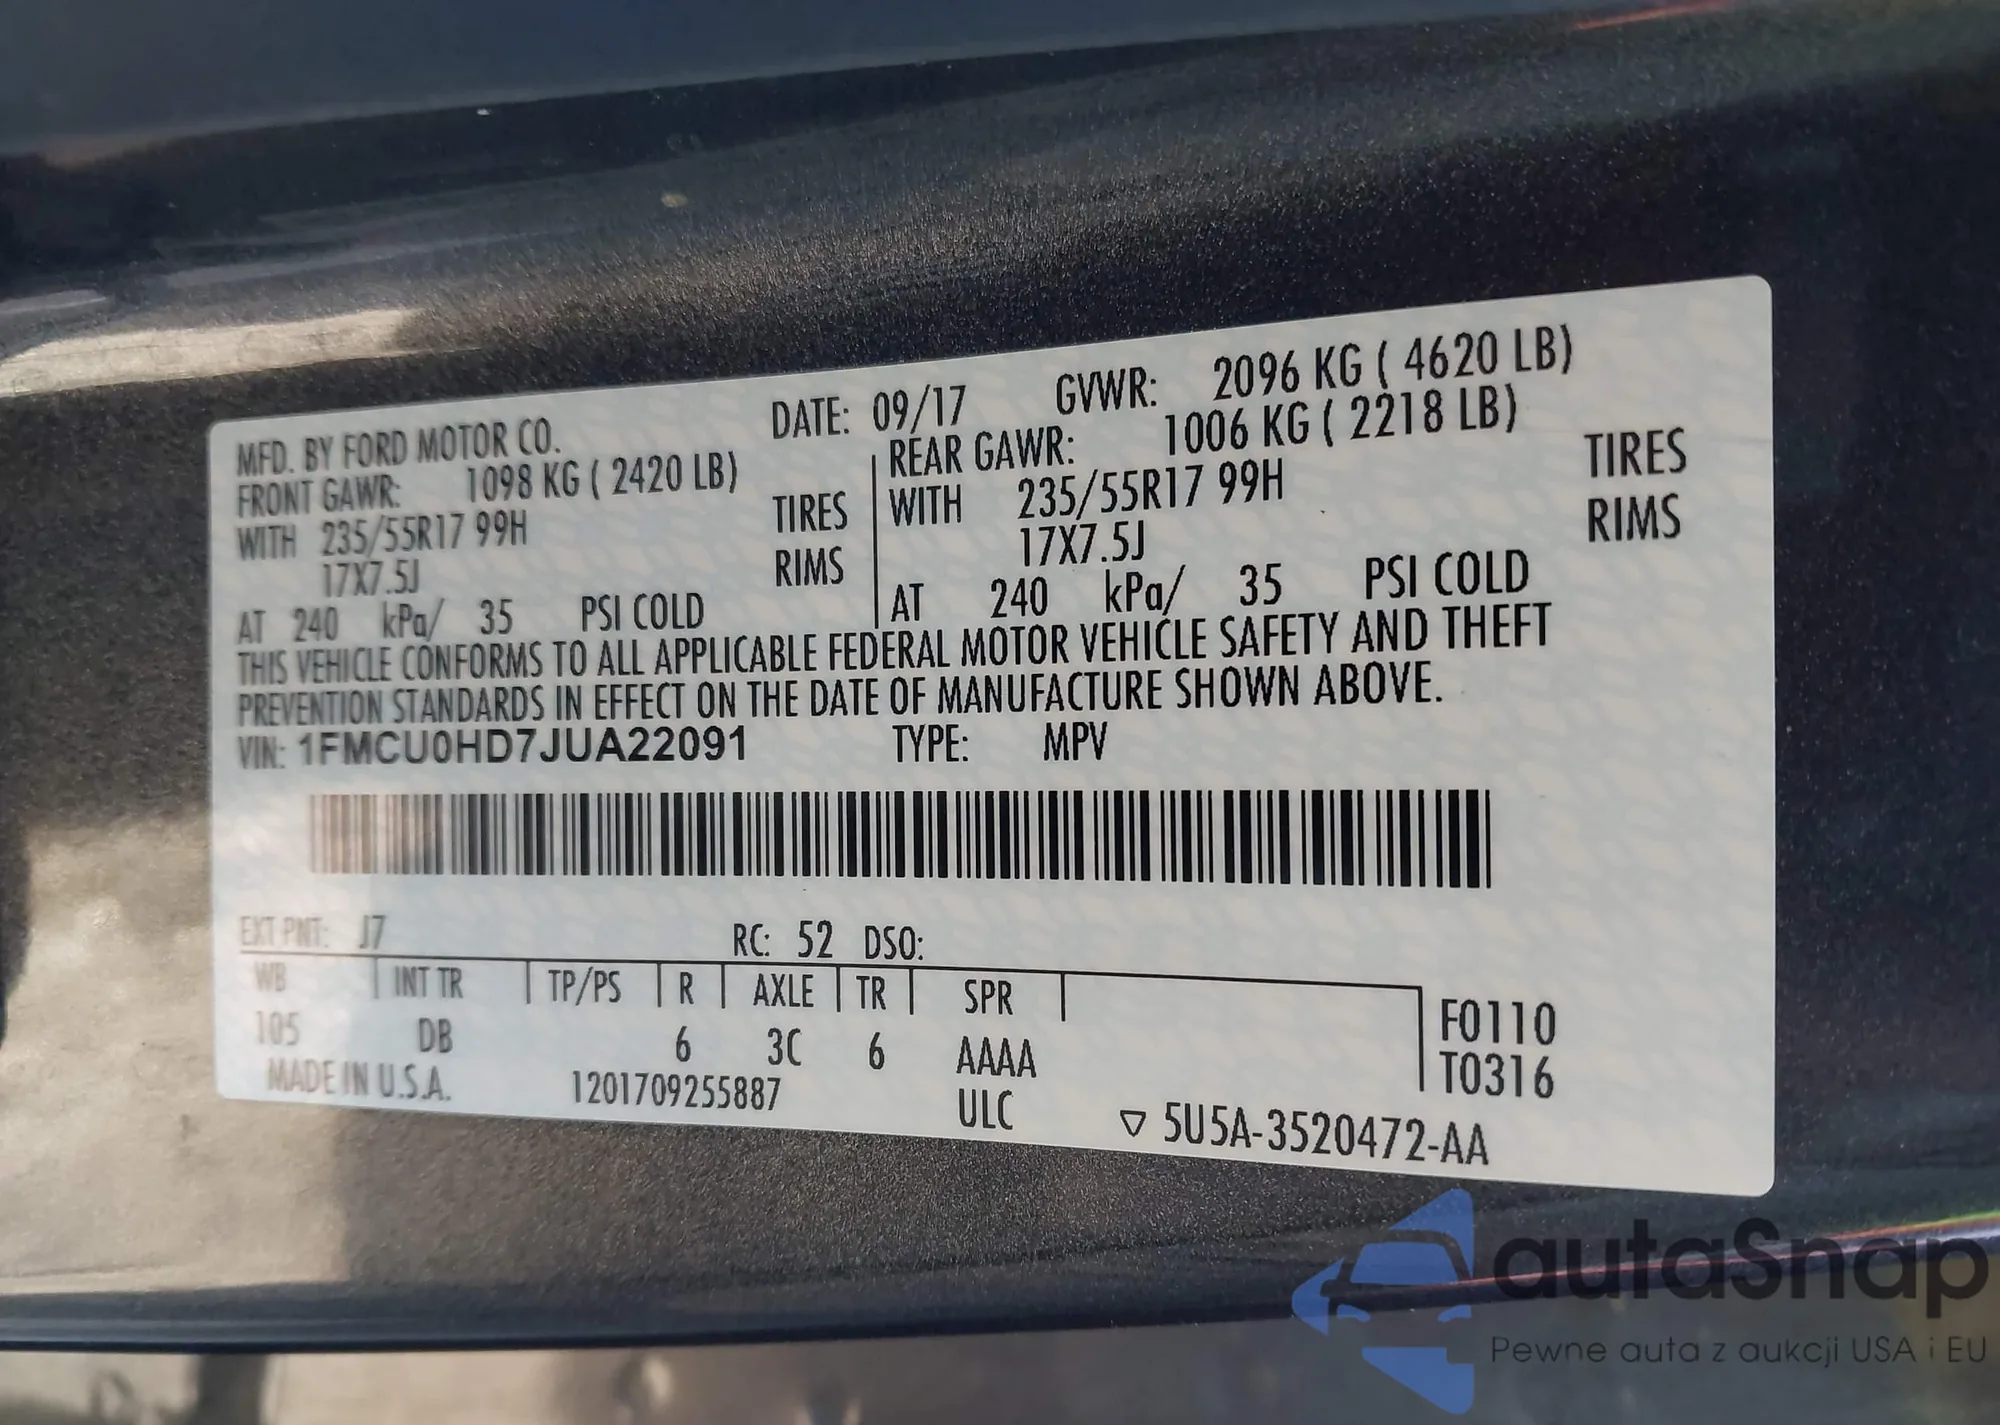 MFD. BY FORD MOTOR CO. DATE: 09/17 GVWR: 2096 KG ( 4620 LB)
FRONT GAWR: 1098 KG ( 2420 LB) REAR GAWR: 1006 KG ( 2218 LB)
WITH 235/55R17 99H TIRES WITH 235/55R17 99H TIRES
17X7.5J RIMS 17X7.5J RIMS
AT 240 kPa/ 35 PSI COLD AT 240 kPa/ 35 PSI COLD
THIS VEHICLE CONFORMS TO ALL APPLICABLE FEDERAL MOTOR VEHICLE SAFETY AND THEFT
PREVENTION STANDARDS IN EFFECT ON THE DATE OF MANUFACTURE SHOWN ABOVE.
VIN: 1FMCU0HD7JUA22091 TYPE: MPV
EXT PNT: J7 RC: 52 DSO:
WB INT TR TP/PS R AXLE TR SPR
105 DB 6 3C 6 AAAA F0110
T0316
MADE IN U.S.A. 1201709255887 ULC ▽ 5U5A-3520472-AA
autaSnap
Pewne auta z aukcji USA i EU